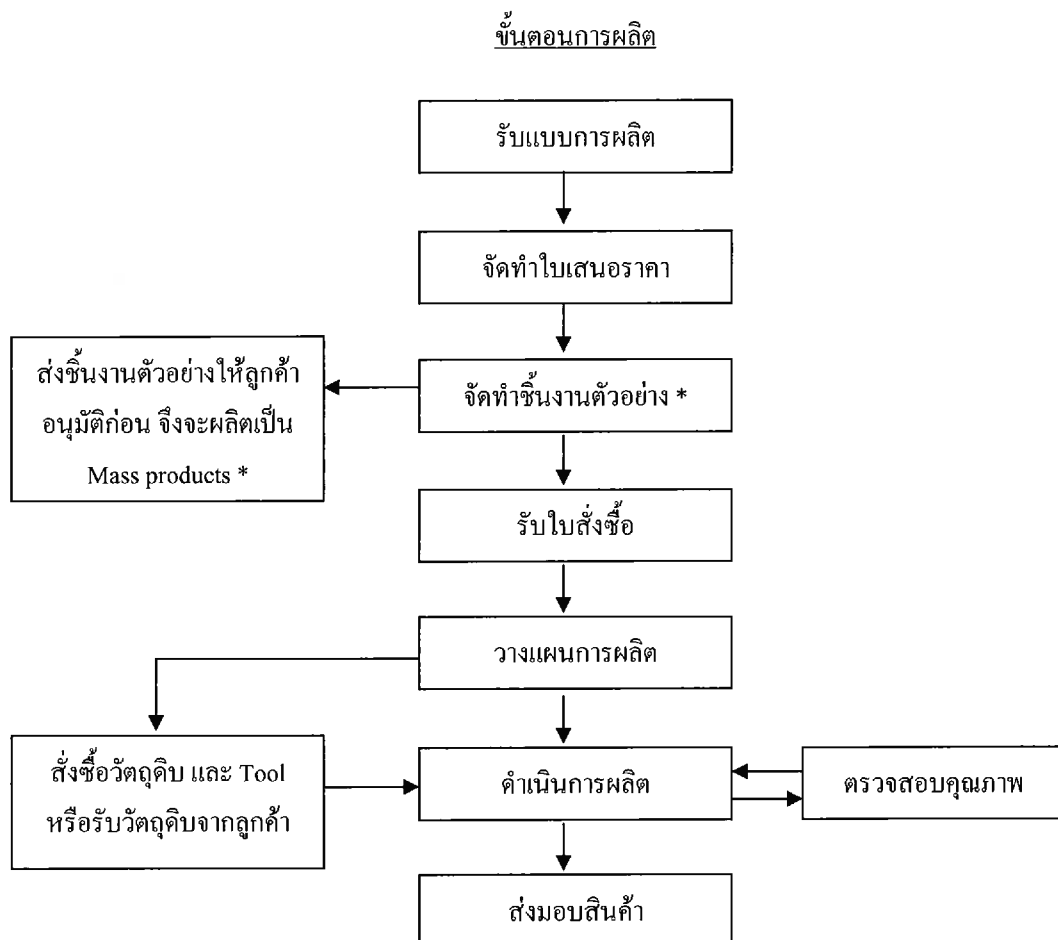 ขั้นตอนการผลิต
รับแบบการผลิต
จัดทำใบเสนอราคา
จัดทำชิ้นงานตัวอย่าง *
ส่งชิ้นงานตัวอย่างให้ลูกค้า
อนุมัติก่อน จึงจะผลิตเป็น
Mass products *
รับใบสั่งซื้อ
วางแผนการผลิต
สั่งซื้อวัตถุดิบ และ Tool
หรือรับวัตถุดิบจากลูกค้า
ดำเนินการผลิต
ตรวจสอบคุณภาพ
ส่งมอบสินค้า